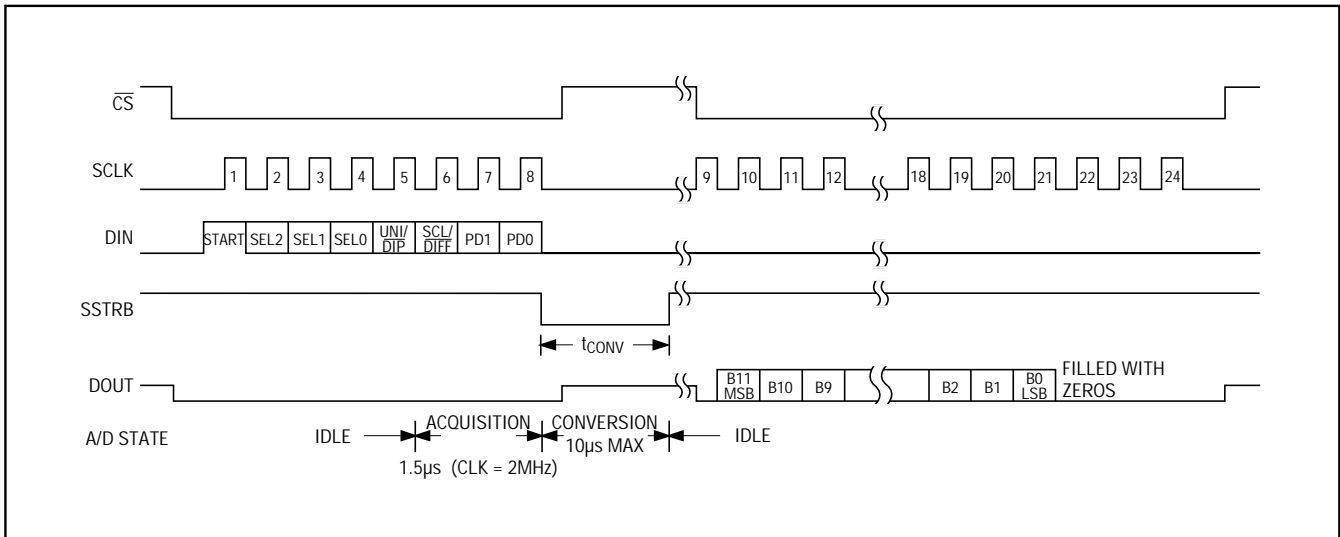 CS
SCLK 1 2 3 4 5 6 7 8 9 10 11 12 18 19 20 21 22 23 24
DIN START SEL2 SEL1 SEL0 UNI/ DIP SCL/ DIFF PD1 PD0
SSTRB
tCONV
DOUT B11 MSB B10 B9 B2 B1 B0 LSB FILLED WITH ZEROS
A/D STATE IDLE ACQUISITION CONVERSION 10µs MAX IDLE
1.5µs (CLK = 2MHz)